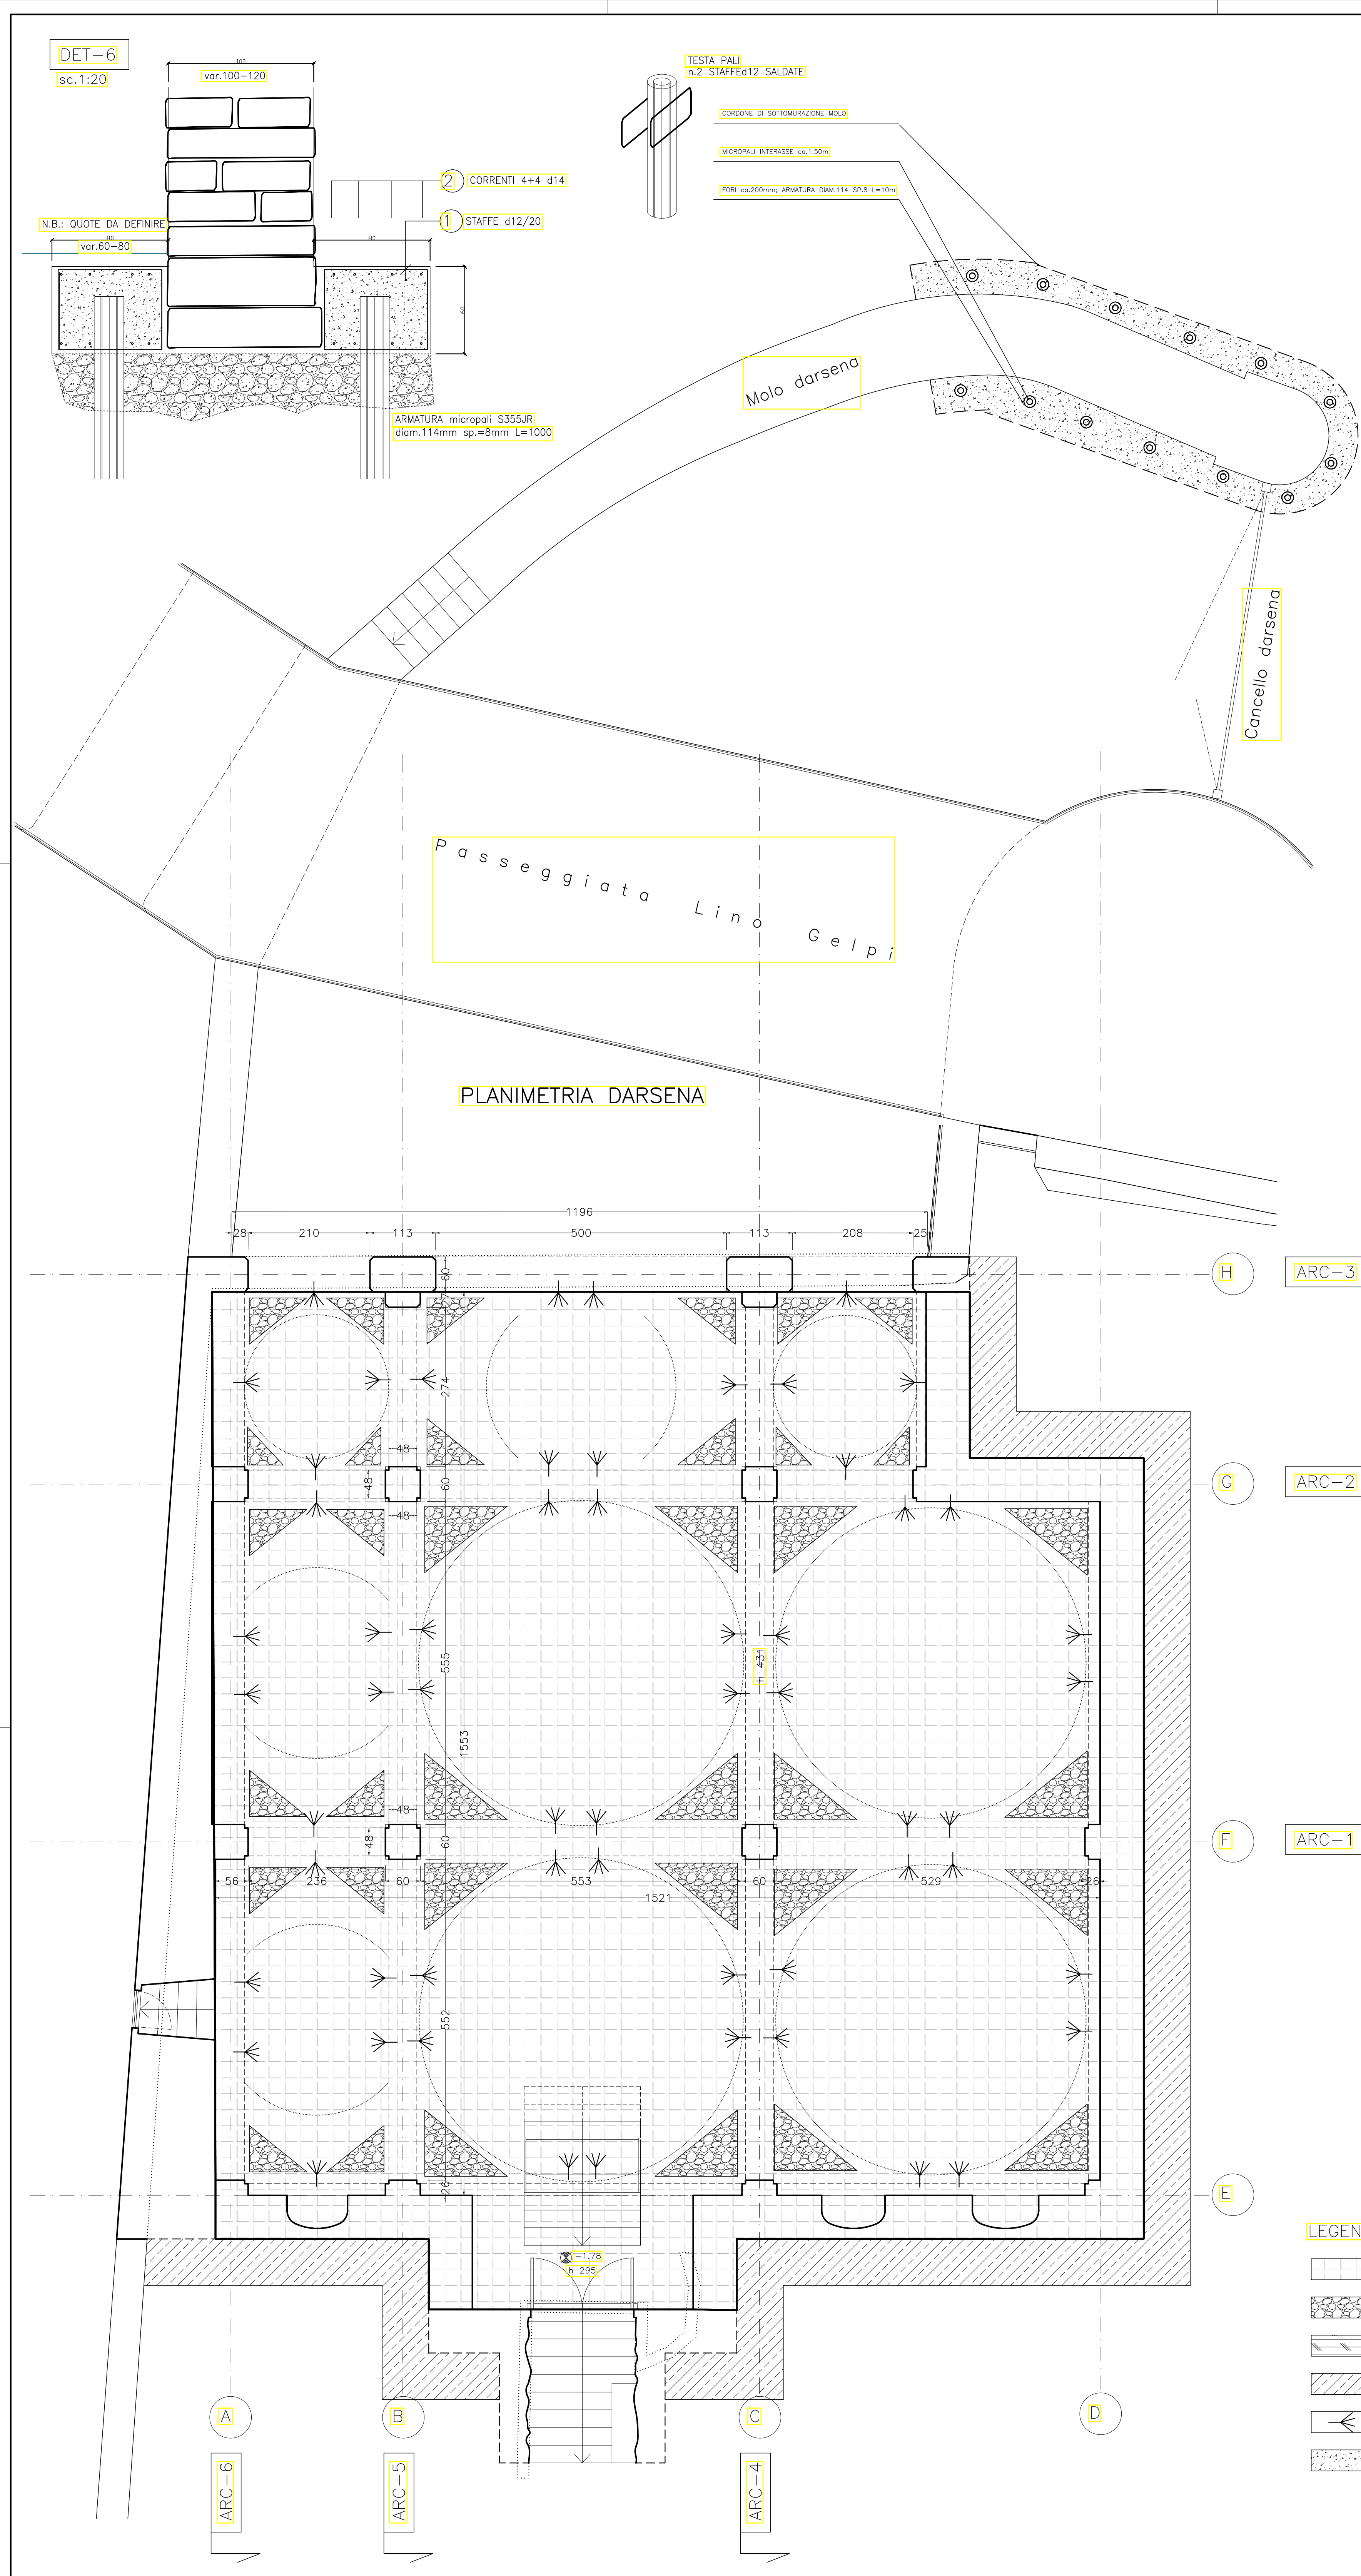 DET-6
sc.1:20
100
var.100-120
TESTA PALI
n.2 STAFFEd12 SALDATE
CORDONE DI SOTTOMURAZIONE MOLO
MICROPALI INTERASSE ca.1.50m
FORI ca.200mm; ARMATURA DIAM.114 SP.8 L=10m
2 CORRENTI 4+4 d14
1 STAFFE d12/20
N.B.: QUOTE DA DEFINIRE
80
80
var.60-80
60
ARMATURA micropali S355JR
diam.114mm sp.=8mm L=1000
Molo darsena
Cancello darsena
Passeggiata Lino Gelpi
PLANIMETRIA DARSENA
1196
28 210 113 500 113 208 25
60
H ARC-3
274
48
48 60
G ARC-2
48
555
h 431
1553
48
48 60
F ARC-1
56 236 60 553 60 529 26
1521
552
26
E
-1.78
h 295
LEGEN
A B C D
ARC-6 ARC-5 ARC-4